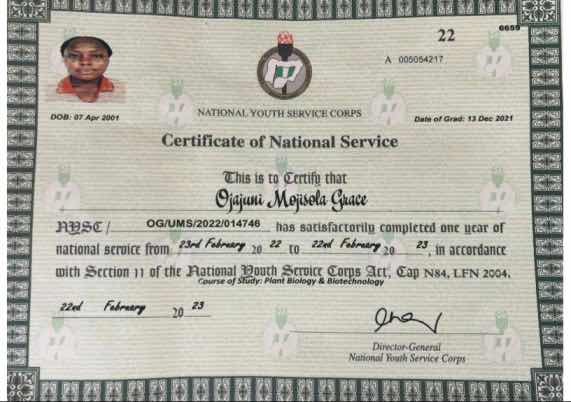 22
6659
A 005054217
DOB: 07 Apr 2001
NATIONAL YOUTH SERVICE CORPS
Date of Grad: 13 Dec 2021
Certificate of National Service
This is to Certify that
Ojajuni Mojisola Grace
NYSC/ OG/UMS/2022/014746 has satisfactorily completed one year of
national service from 23rd February 20 22 to 22nd February 20 23, in accordance
with Section 11 of the National Youth Service Corps Act, Cap N84, LFN 2004.
Course of Study: Plant Biology & Biotechnology
22nd February 20 23
Director-General
National Youth Service Corps